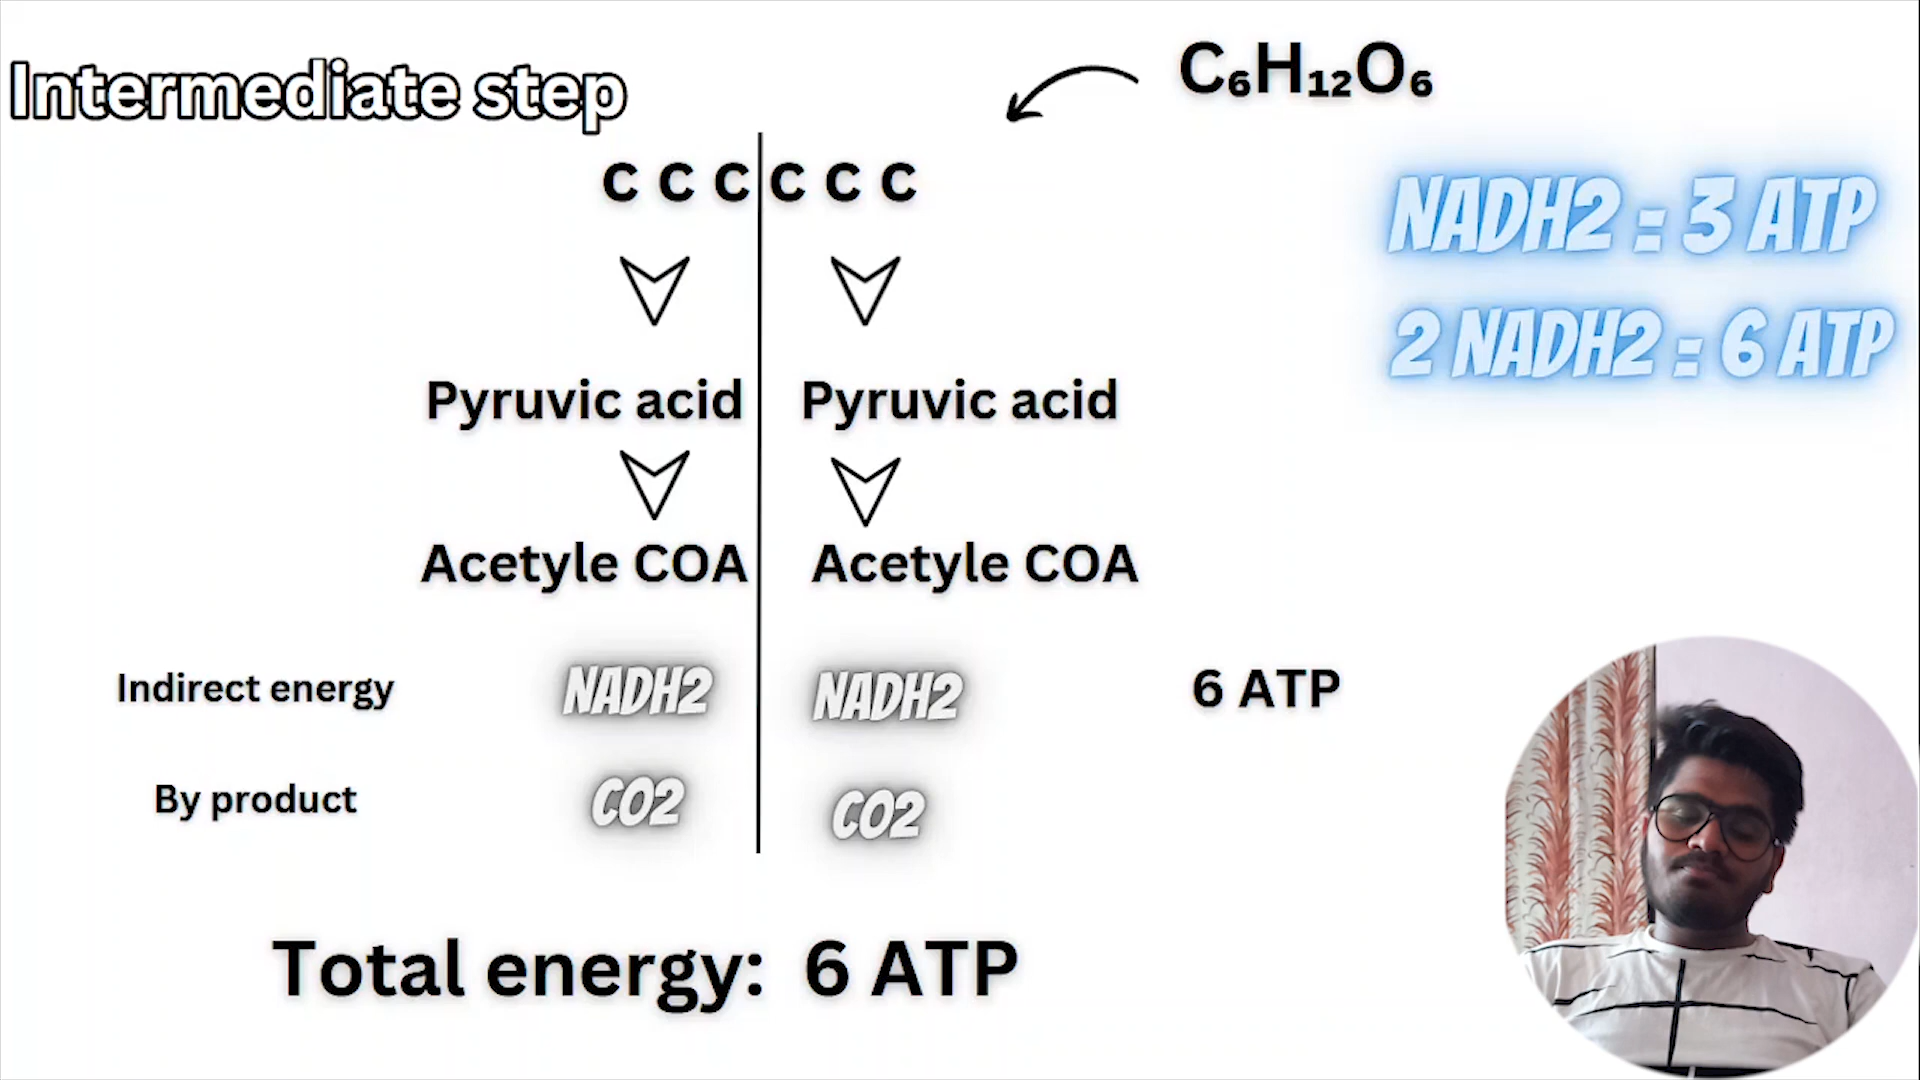 Intermediate step
C₆H₁₂O₆
C C C C C C
NADH2 = 3 ATP
2 NADH2 = 6 ATP
Pyruvic acid Pyruvic acid
Acetyle COA Acetyle COA
Indirect energy NADH2 NADH2 6 ATP
By product CO2 CO2
Total energy: 6 ATP